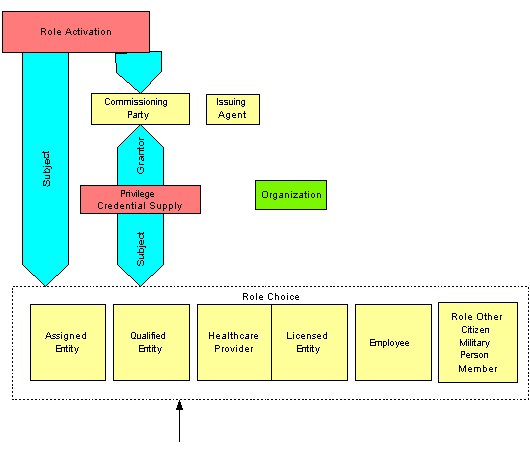 Role Activation
Commissioning
Party
Issuing
Agent
Grantor
Subject
Privilege
Credential Supply
Organization
Subject
Role Choice
Assigned
Entity
Qualified
Entity
Healthcare
Provider
Licensed
Entity
Employee
Role Other
Citizen
Military
Person
Member